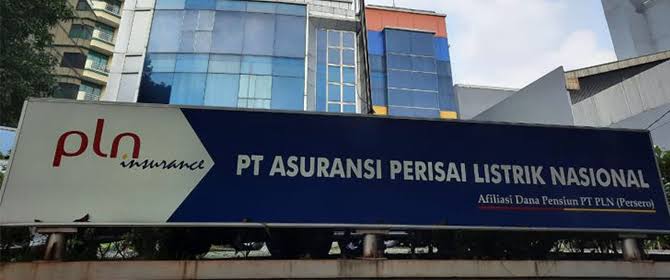 pln
insurance
PT ASURANSI PERISAI LISTRIK NASIONAL
Afiliasi Dana Pensiun PT PLN (Persero)